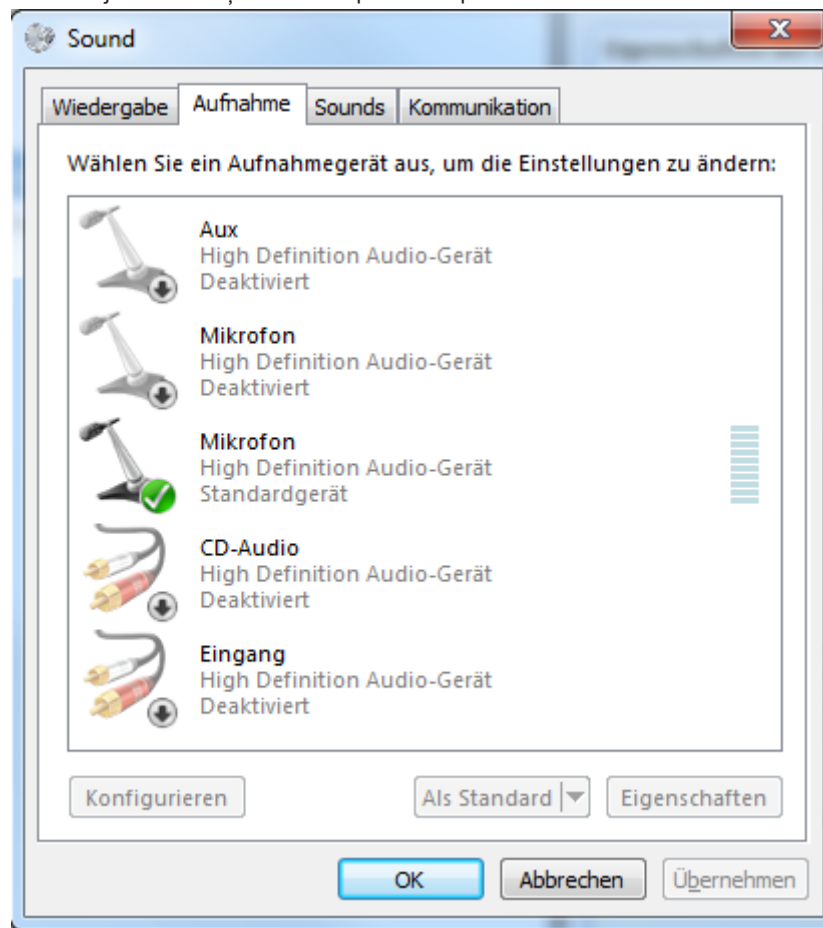 Sound
Wiedergabe Aufnahme Sounds Kommunikation
Wählen Sie ein Aufnahmegerät aus, um die Einstellungen zu ändern:
Aux
High Definition Audio-Gerät
Deaktiviert
Mikrofon
High Definition Audio-Gerät
Deaktiviert
Mikrofon
High Definition Audio-Gerät
Standardgerät
CD-Audio
High Definition Audio-Gerät
Deaktiviert
Eingang
High Definition Audio-Gerät
Deaktiviert
Konfigurieren Als Standard Eigenschaften
OK Abbrechen Übernehmen